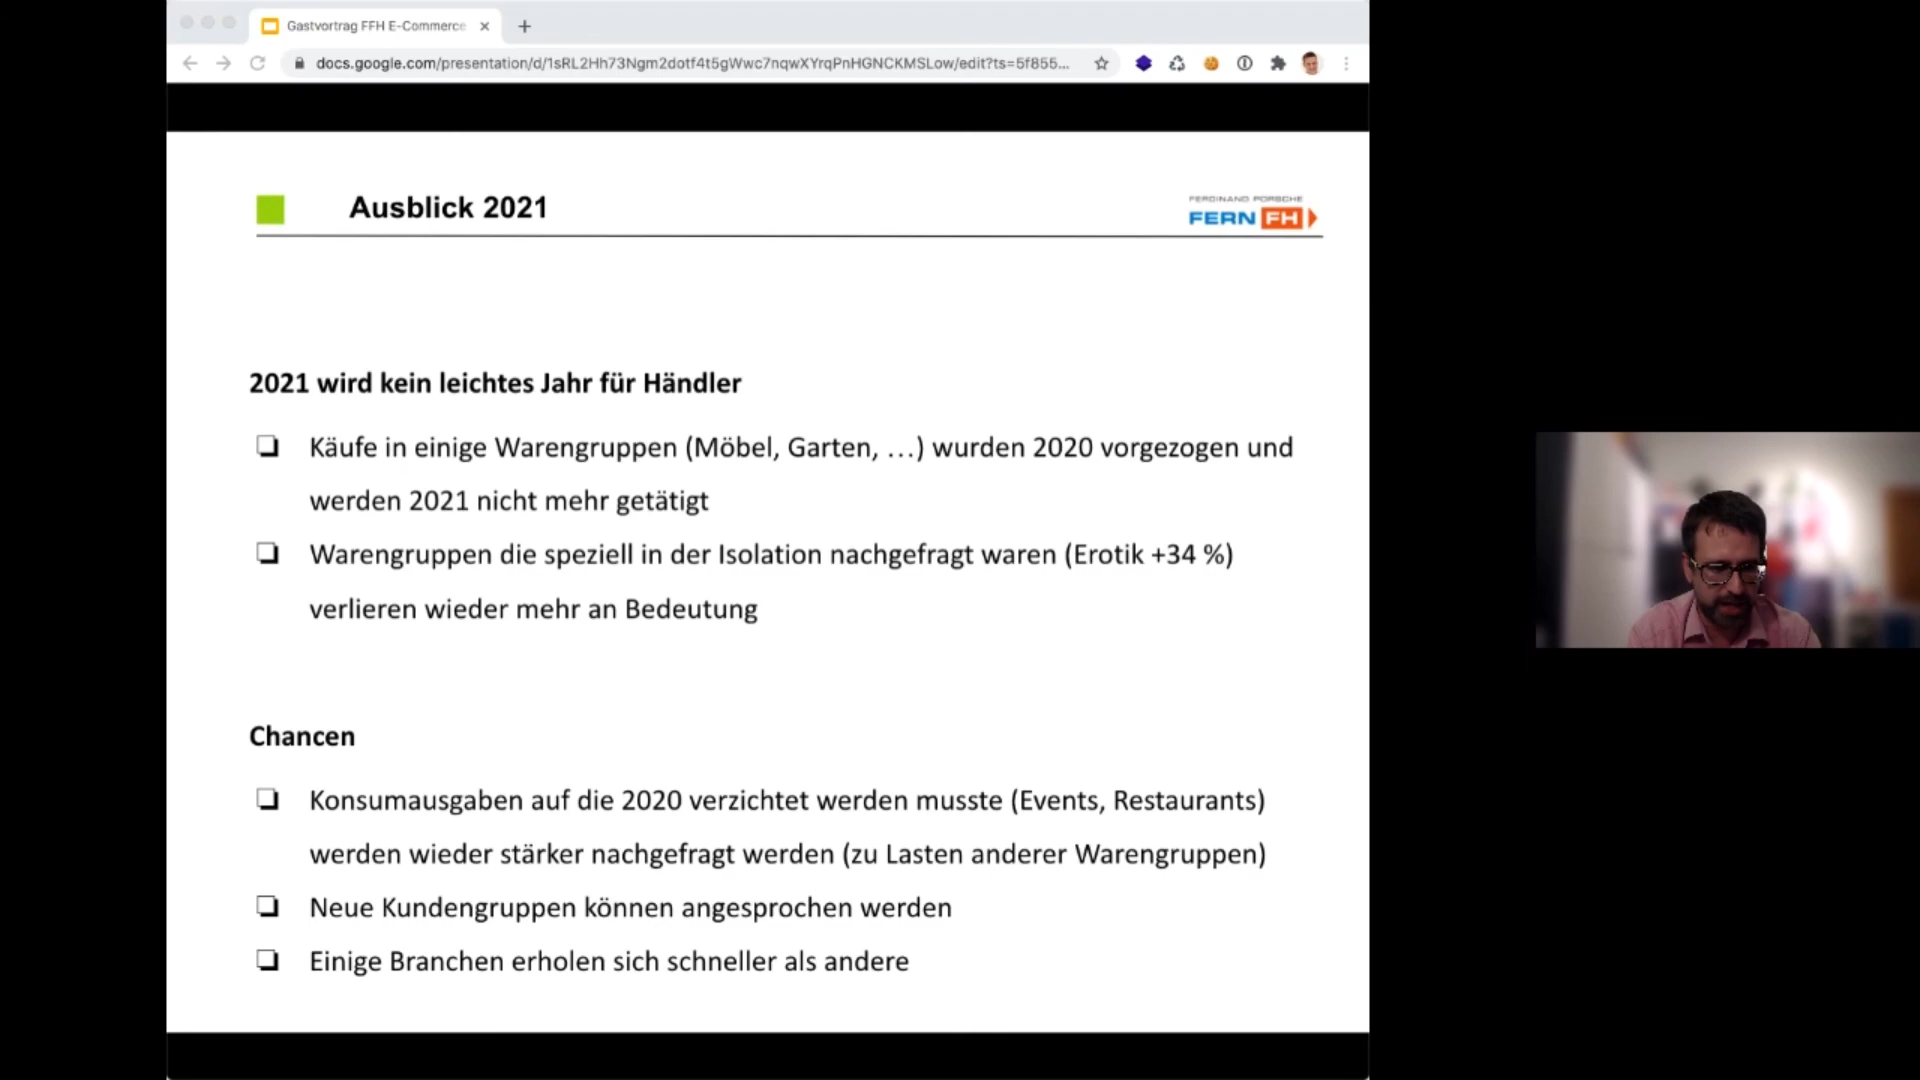 Gastvortrag FFH E-Commerce
docs.google.com/presentation/d/1sRL2Hh73Ngm2dotf4t5gWwc7nqwXYrqPnHGNCKMSLow/edit?ts=5f855...
Ausblick 2021
FERDINAND PORSCHE
FERN FH
2021 wird kein leichtes Jahr für Händler
❏ Käufe in einige Warengruppen (Möbel, Garten, …) wurden 2020 vorgezogen und
werden 2021 nicht mehr getätigt
❏ Warengruppen die speziell in der Isolation nachgefragt waren (Erotik +34 %)
verlieren wieder mehr an Bedeutung
Chancen
❏ Konsumausgaben auf die 2020 verzichtet werden musste (Events, Restaurants)
werden wieder stärker nachgefragt werden (zu Lasten anderer Warengruppen)
❏ Neue Kundengruppen können angesprochen werden
❏ Einige Branchen erholen sich schneller als andere